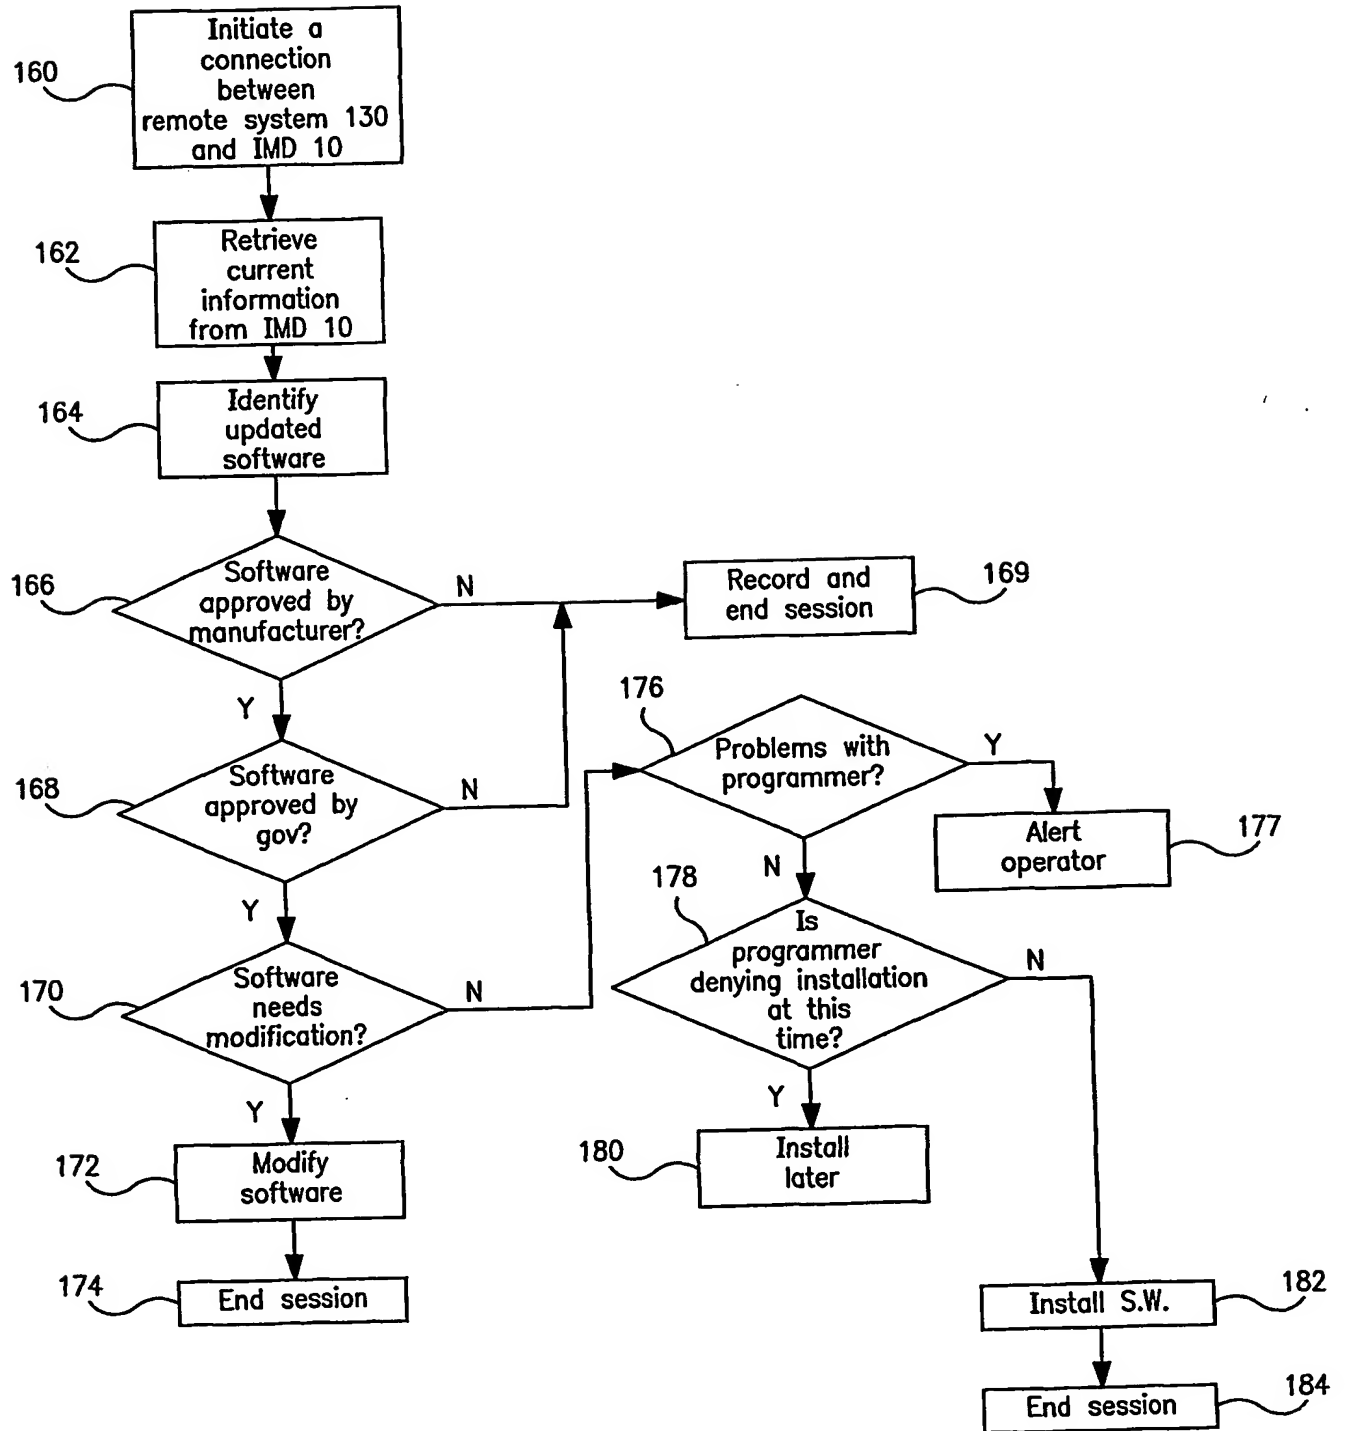 Initiate a
connection
between
remote system 130
and IMD 10
160
Retrieve
current
information
from IMD 10
162
Identify
updated
software
164
Software
approved by
manufacturer?
166
N
Record and
end session
169
Y
Software
approved by
gov?
168
N
176
Problems with
programmer?
Y
Alert
operator
177
Y
N
178
Is
programmer
denying installation
at this
time?
N
Software
needs
modification?
170
N
Y
Y
Modify
software
172
Install
later
180
End session
174
Install S.W.
182
End session
184